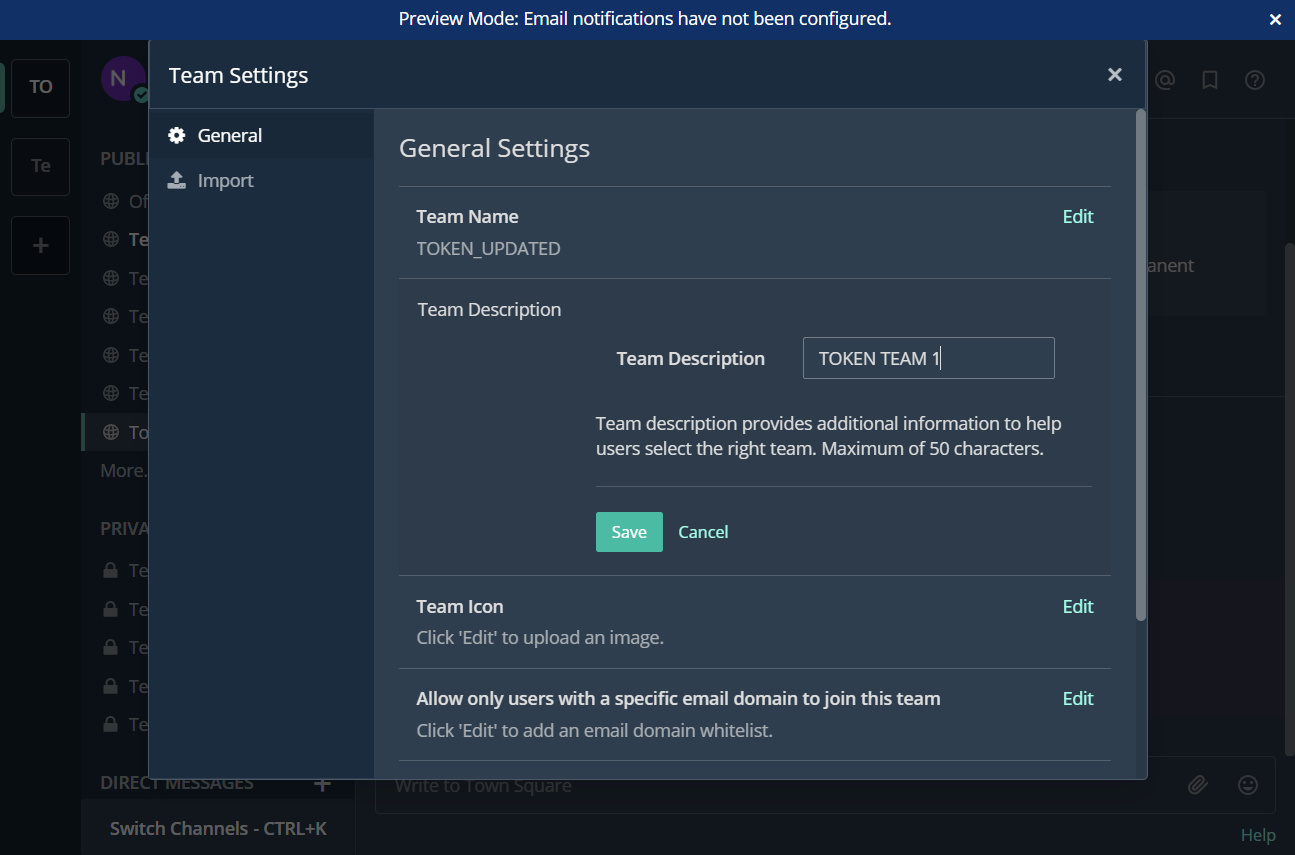 Preview Mode: Email notifications have not been configured.
TO
N
Team Settings
Te
PUBL
Of
Te
Te
Te
Te
Te
To
More.
PRIVA
Te
Te
Te
Te
Te
DIRECT MESSAGES
Switch Channels - CTRL+K
General
Import
General Settings
Team Name
Edit
TOKEN_UPDATED
Team Description
Team Description
TOKEN TEAM 1
Team description provides additional information to help
users select the right team. Maximum of 50 characters.
Save
Cancel
Team Icon
Edit
Click 'Edit' to upload an image.
Allow only users with a specific email domain to join this team
Edit
Click 'Edit' to add an email domain whitelist.
anent
Write to Town Square
Help